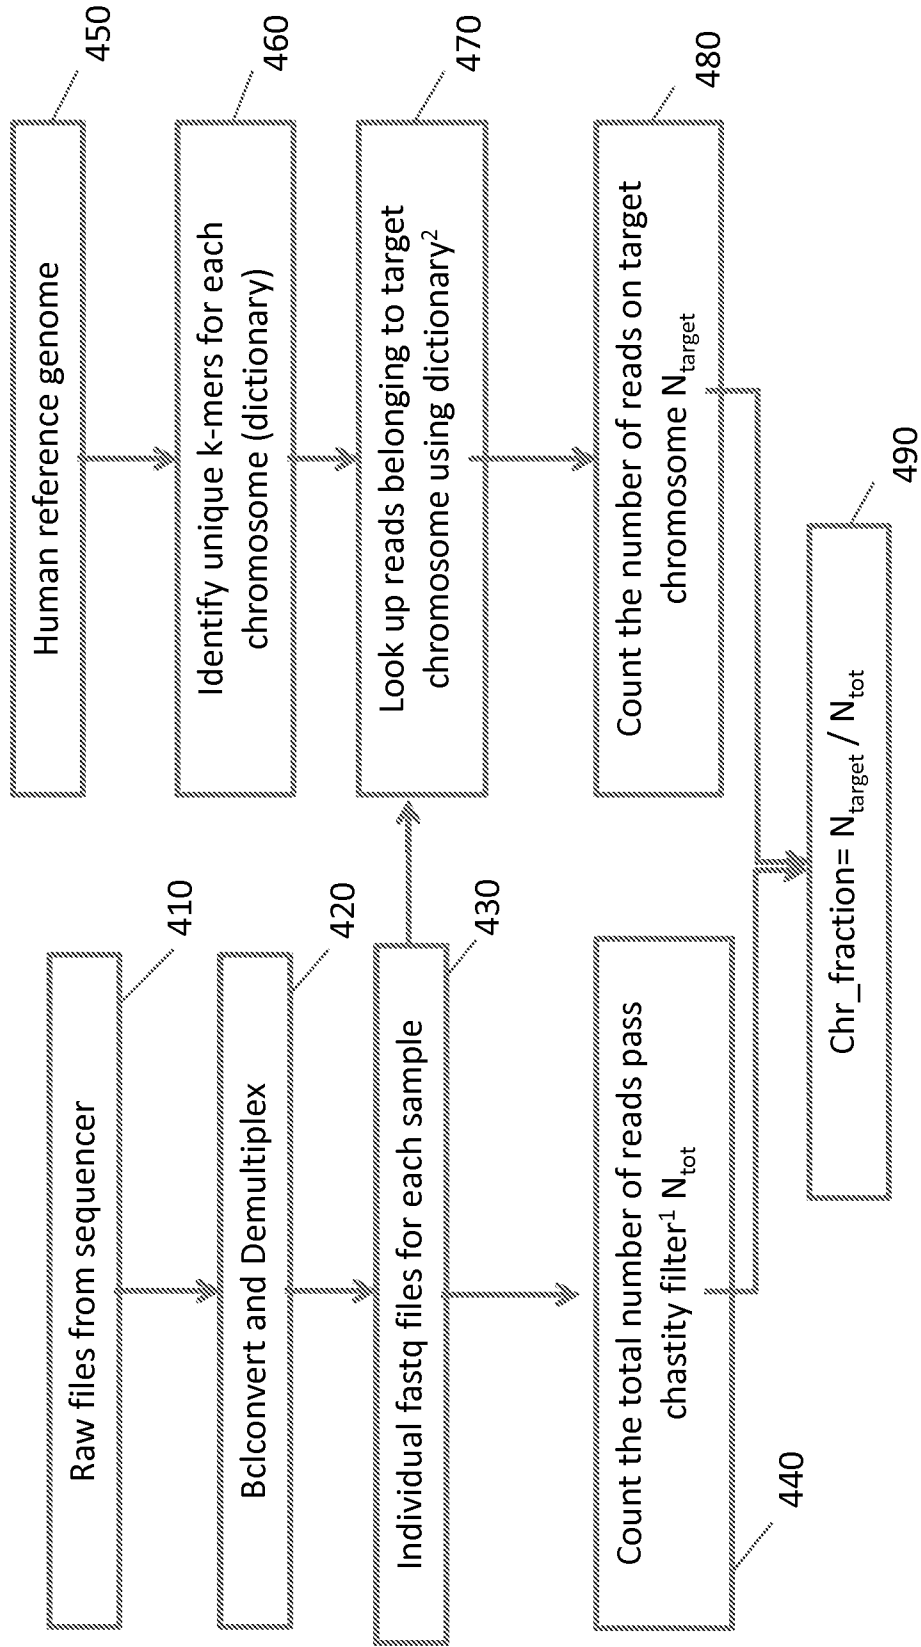 Raw files from sequencer
410
Bclconvert and Demultiplex
420
Individual fastq files for each sample
430
Count the total number of reads pass
chastity filter¹ Nₜₒₜ
440
Human reference genome
450
Identify unique k-mers for each
chromosome (dictionary)
460
Look up reads belonging to target
chromosome using dictionary²
470
Count the number of reads on target
chromosome N_target
480
Chr_fraction= N_target / N_tot
490